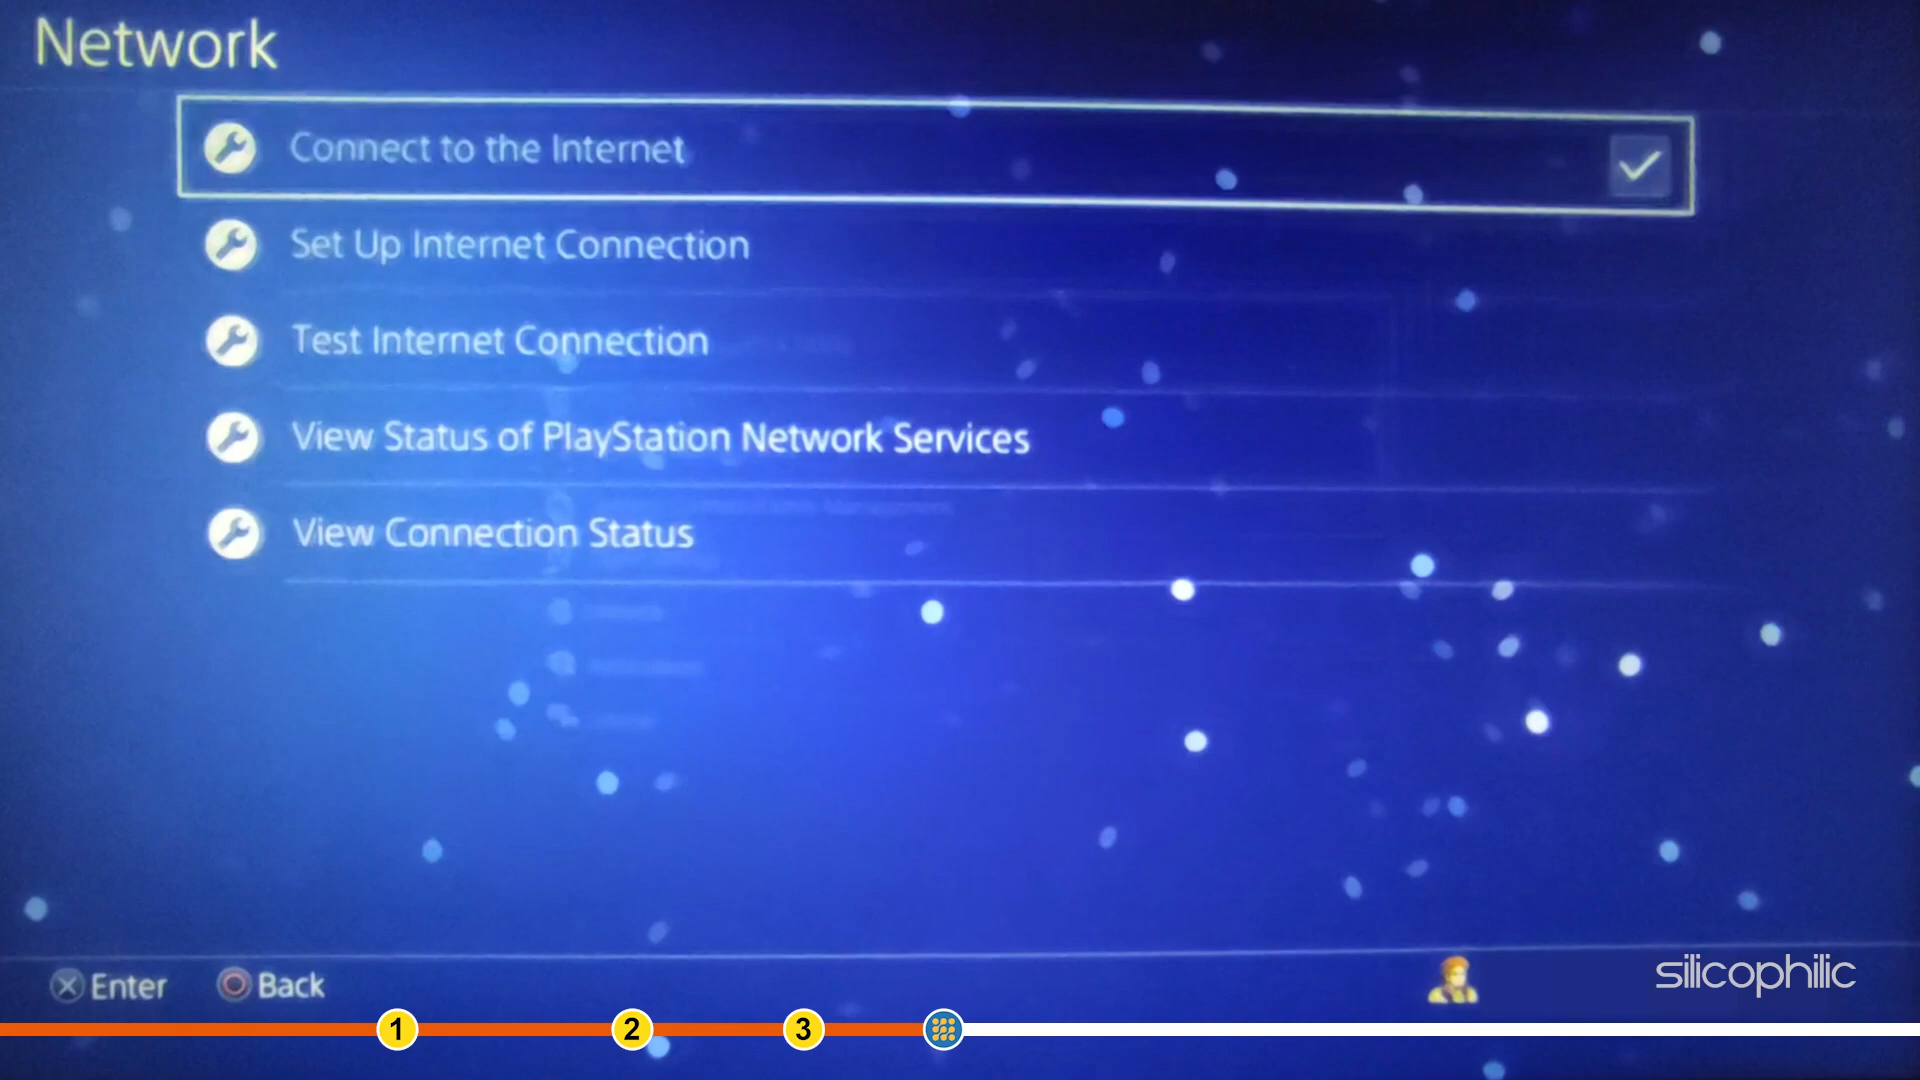 Network
Connect to the Internet
Set Up Internet Connection
Test Internet Connection
View Status of PlayStation Network Services
View Connection Status
Enter
Back
silicophilic
1
2
3